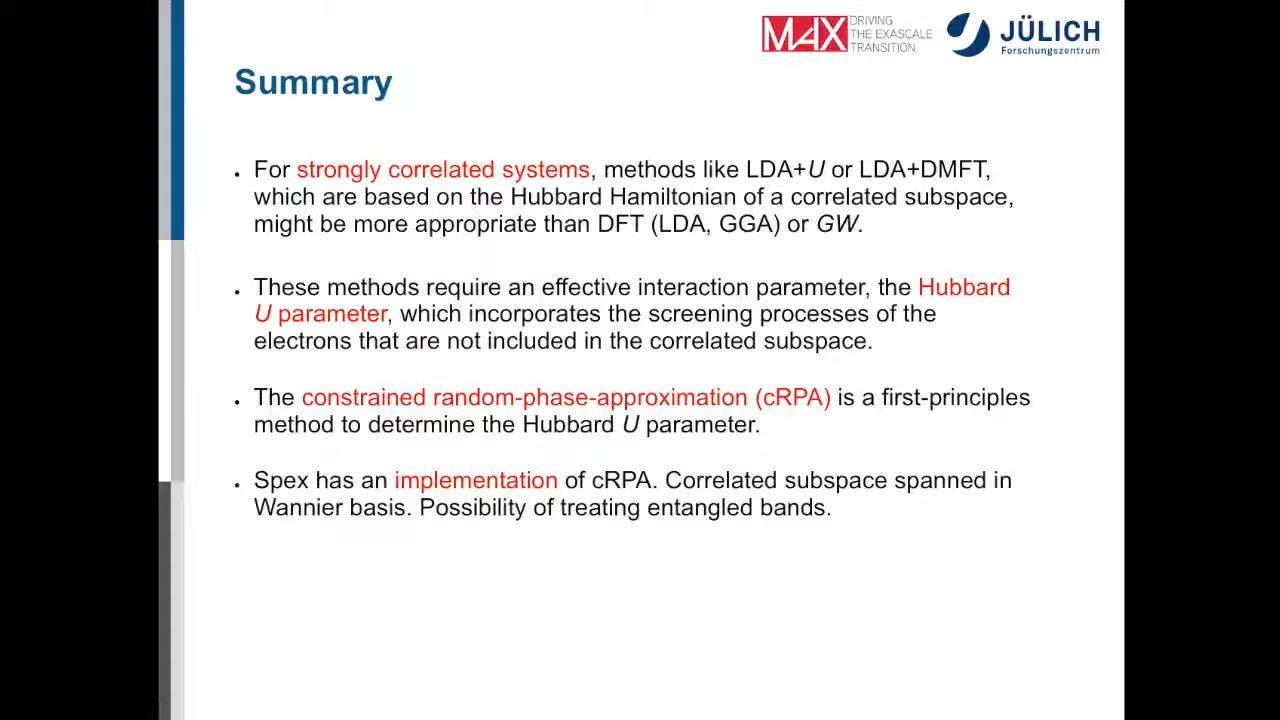 MAX DRIVING
THE EXASCALE
TRANSITION
JÜLICH
Forschungszentrum
Summary
• For strongly correlated systems, methods like LDA+U or LDA+DMFT,
which are based on the Hubbard Hamiltonian of a correlated subspace,
might be more appropriate than DFT (LDA, GGA) or GW.
• These methods require an effective interaction parameter, the Hubbard
U parameter, which incorporates the screening processes of the
electrons that are not included in the correlated subspace.
• The constrained random-phase-approximation (cRPA) is a first-principles
method to determine the Hubbard U parameter.
• Spex has an implementation of cRPA. Correlated subspace spanned in
Wannier basis. Possibility of treating entangled bands.